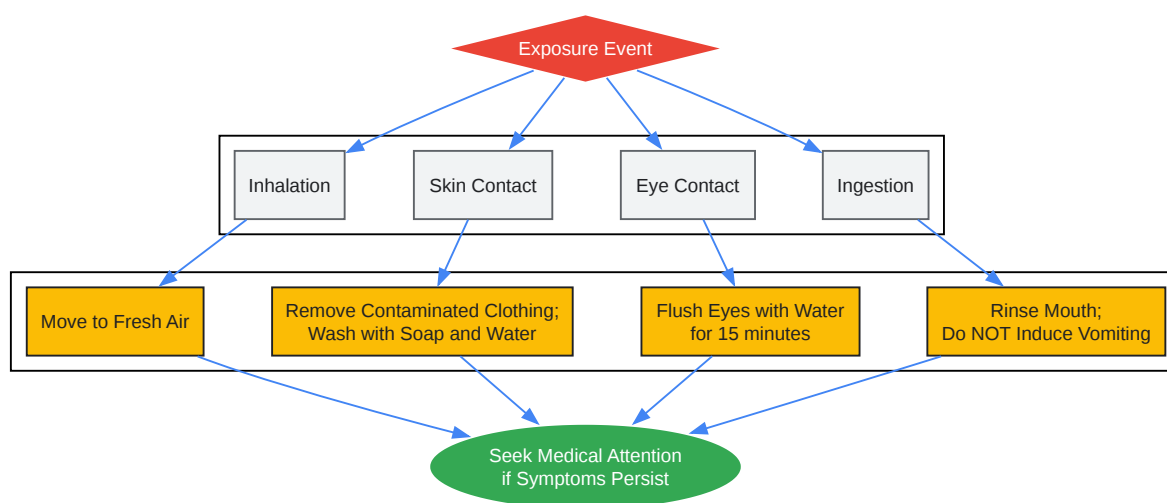 Exposure Event
Inhalation
Skin Contact
Eye Contact
Ingestion
Move to Fresh Air
Remove Contaminated Clothing;
Wash with Soap and Water
Flush Eyes with Water
for 15 minutes
Rinse Mouth;
Do NOT Induce Vomiting
Seek Medical Attention
if Symptoms Persist